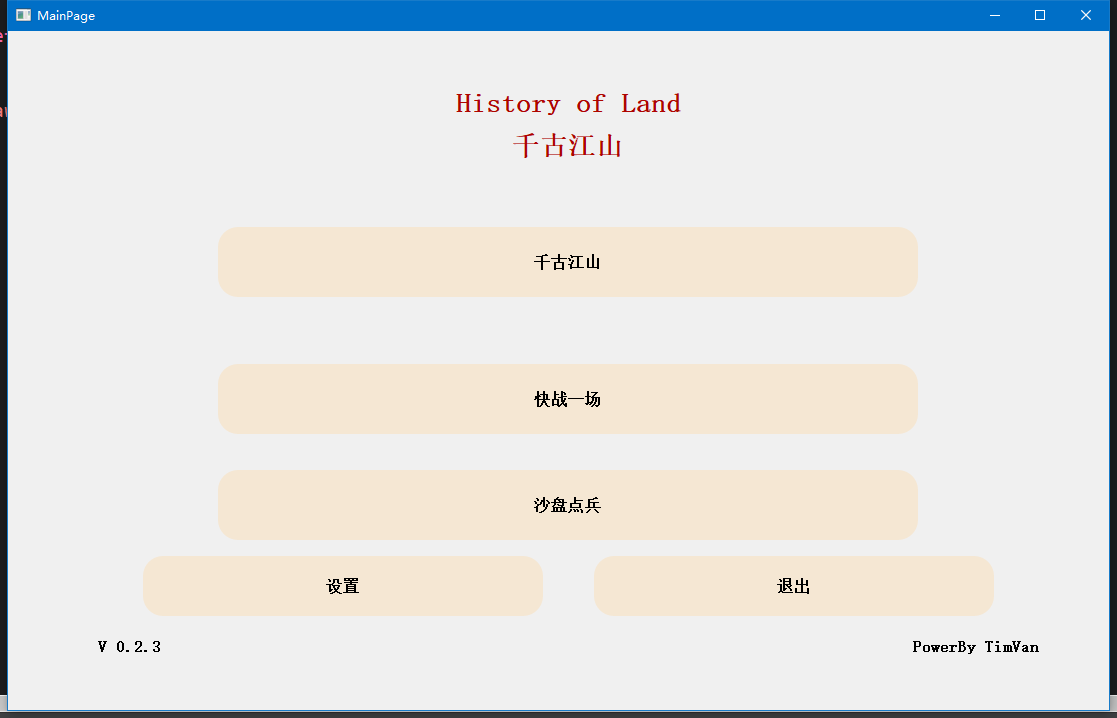 MainPage
History of Land
千古江山
千古江山
快战一场
沙盘点兵
设置
退出
V 0.2.3
PowerBy TimVan